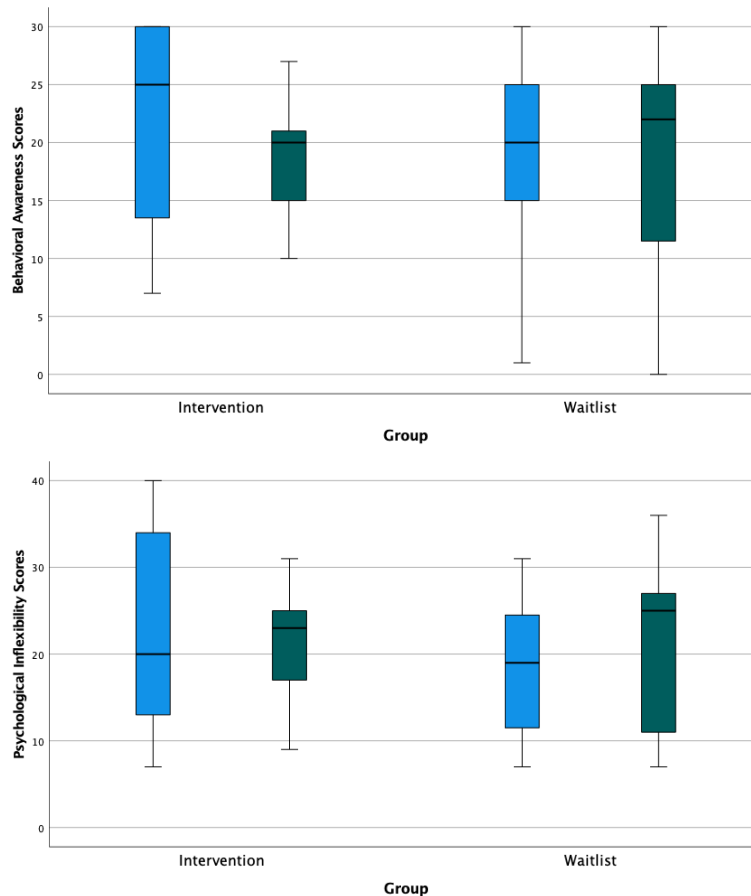 Behavioral Awareness Scores
30
25
20
15
10
5
0
Intervention Waitlist
Group
Psychological Inflexibility Scores
40
30
20
10
0
Intervention Waitlist
Group